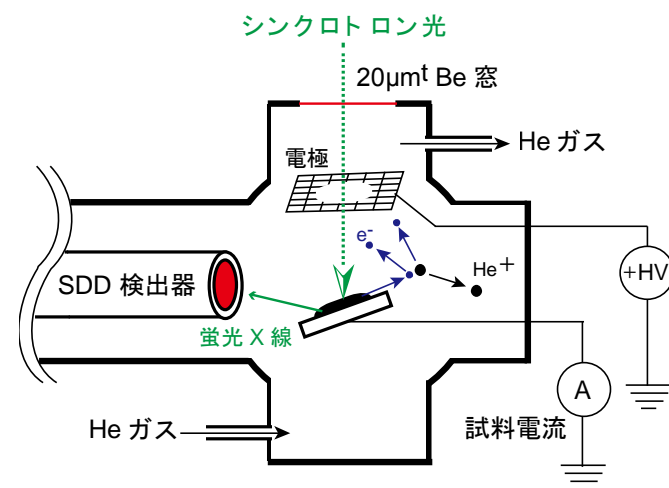 シンクロトロン光
20μmt Be 窓
He ガス
電極
e-
He+
+HV
SDD 検出器
蛍光 X 線
A
He ガス
試料電流